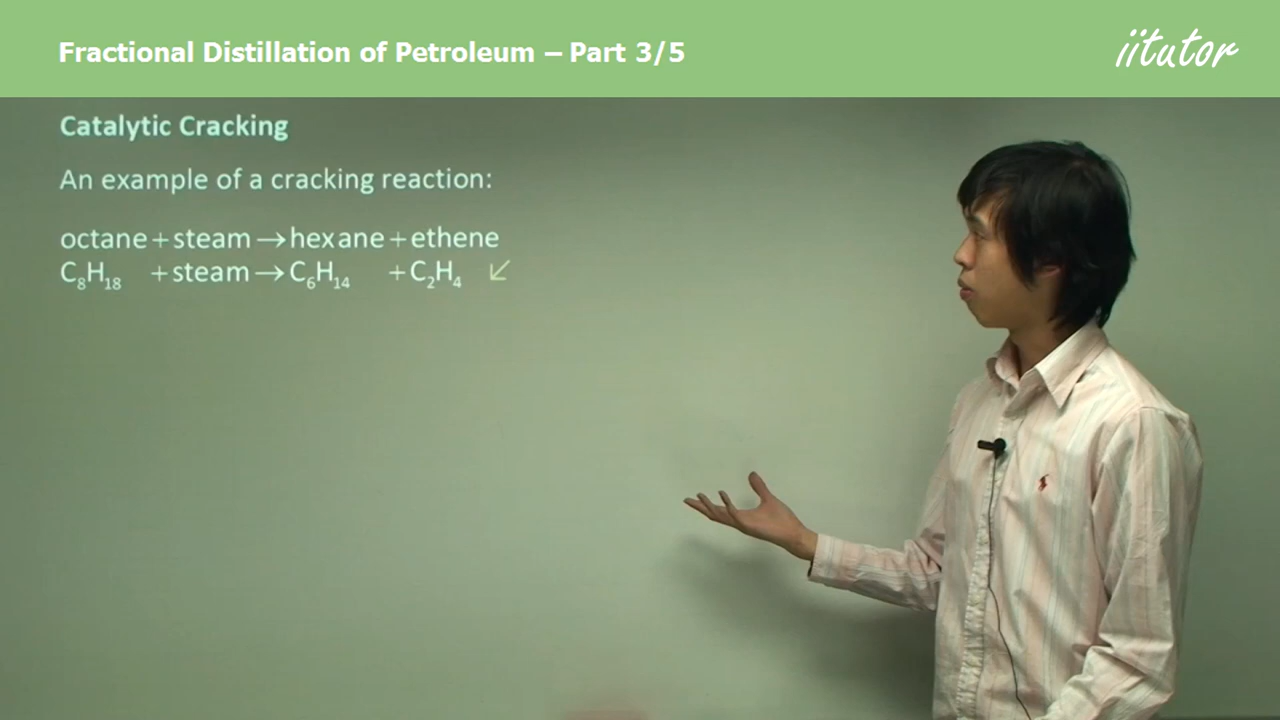 Fractional Distillation of Petroleum – Part 3/5
iitutor
Catalytic Cracking
An example of a cracking reaction:
octane + steam → hexane + ethene
C₈H₁₈ + steam → C₆H₁₄ + C₂H₄ ↙